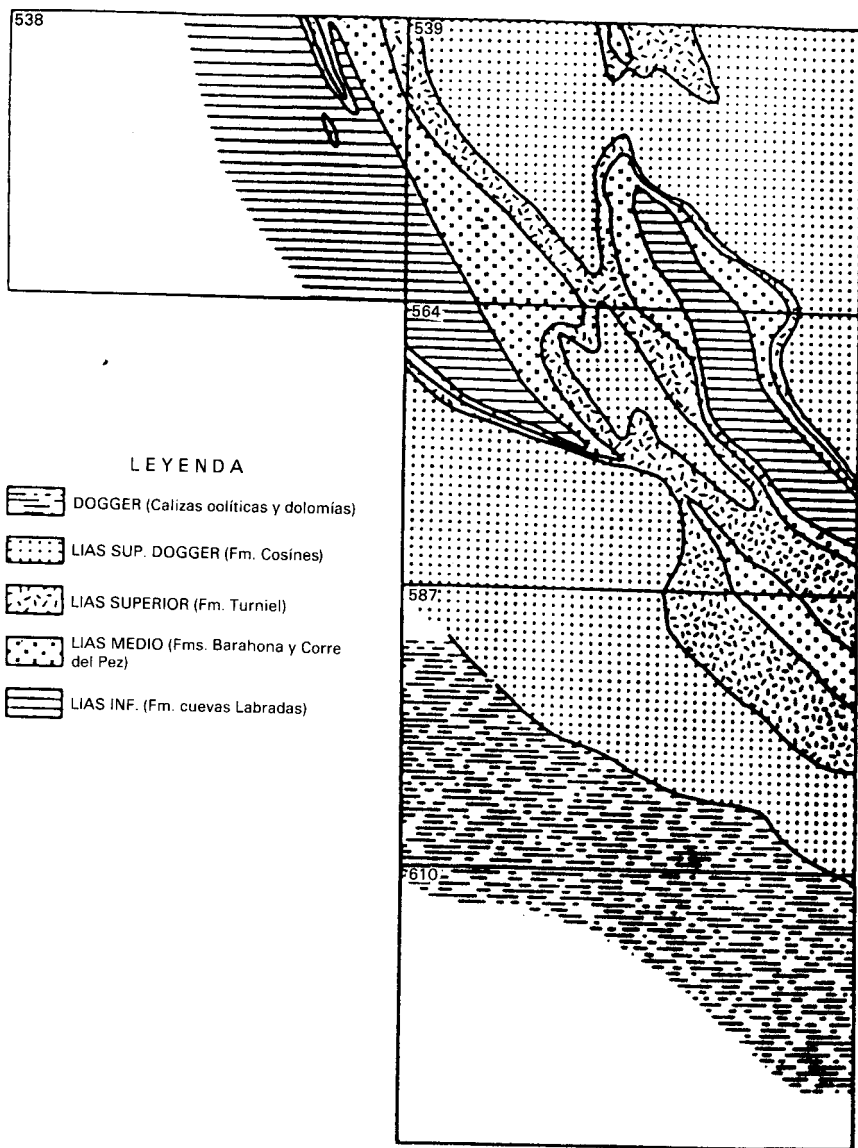 538
539
564
587
610
LEYENDA
DOGGER (Calizas oolíticas y dolomías)
LIAS SUP. DOGGER (Fm. Cosínes)
LIAS SUPERIOR (Fm. Turniel)
LIAS MEDIO (Fms. Barahona y Corre
del Pez)
LIAS INF. (Fm. cuevas Labradas)